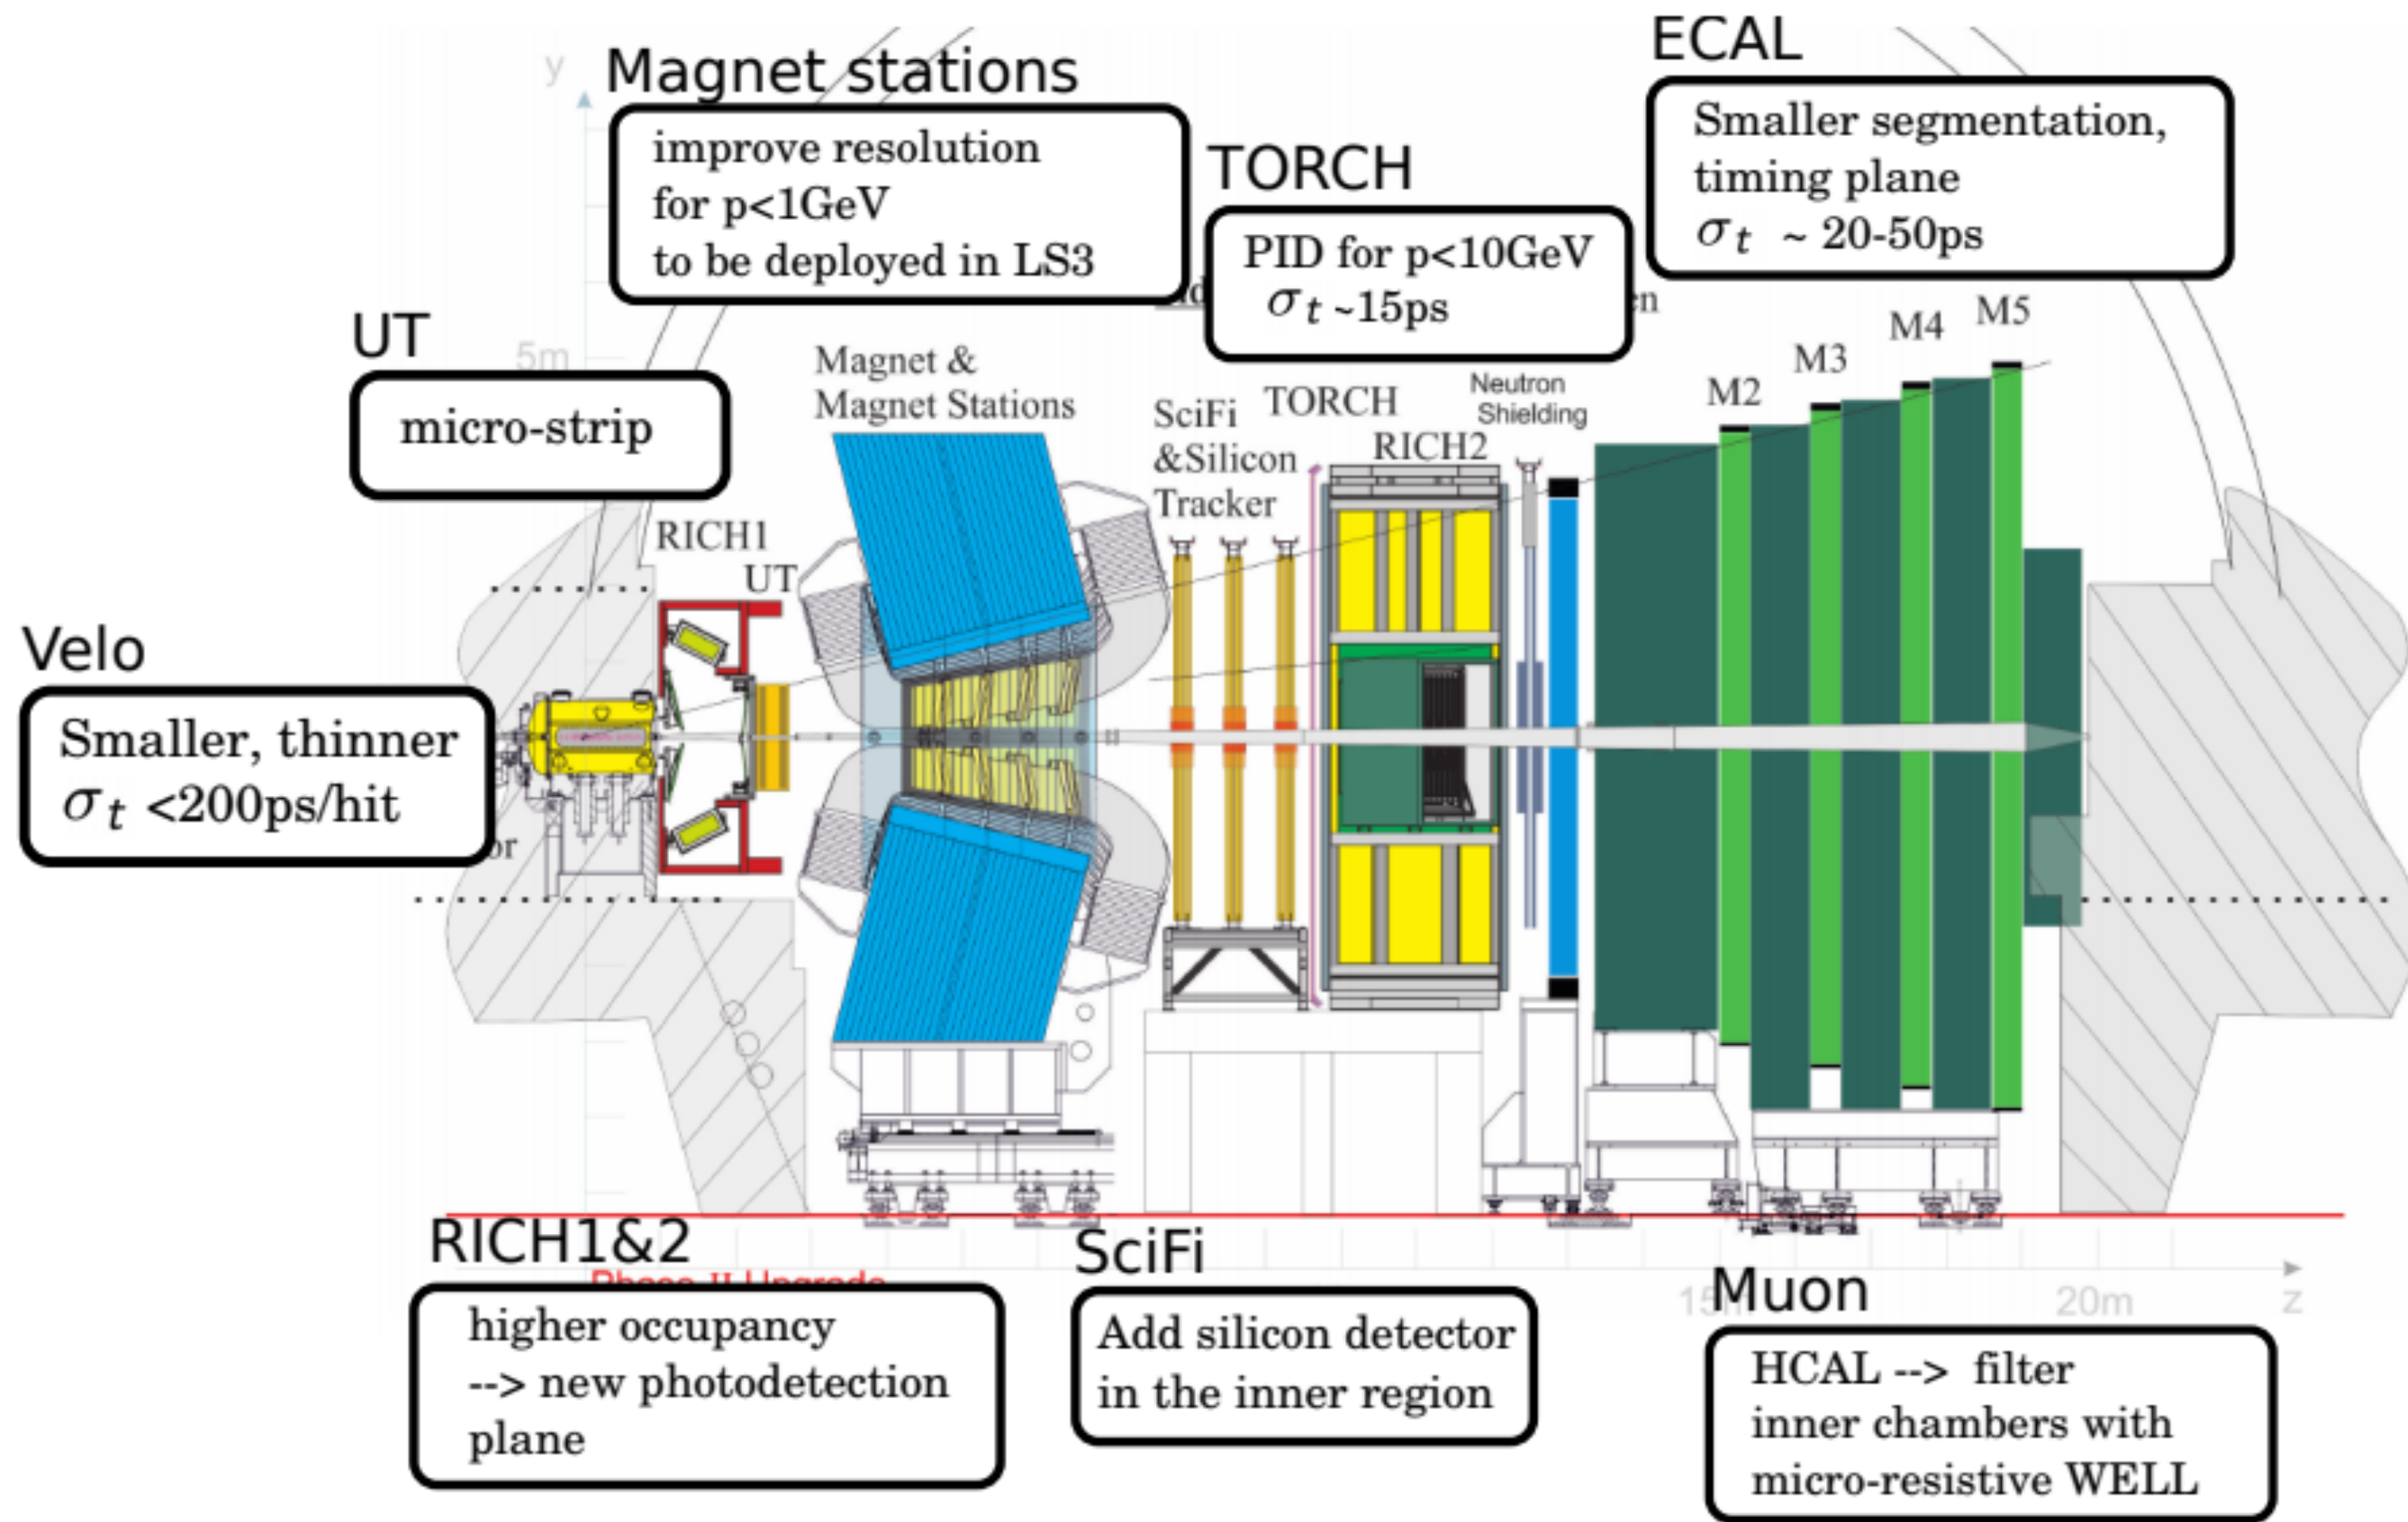 ECAL
Smaller segmentation,
timing plane
σt ~ 20-50ps
Magnet stations
improve resolution
for p<1GeV
to be deployed in LS3
y
TORCH
PID for p<10GeV
σt ~15ps
UT
micro-strip
5m
Magnet &
Magnet Stations
SciFi
&Silicon
Tracker
TORCH
RICH2
Neutron
Shielding
M2
M3
M4
M5
RICH1
UT
Velo
Smaller, thinner
σt <200ps/hit
RICH1&2
higher occupancy
--> new photodetection
plane
SciFi
Add silicon detector
in the inner region
Muon
HCAL --> filter
inner chambers with
micro-resistive WELL
20m
z